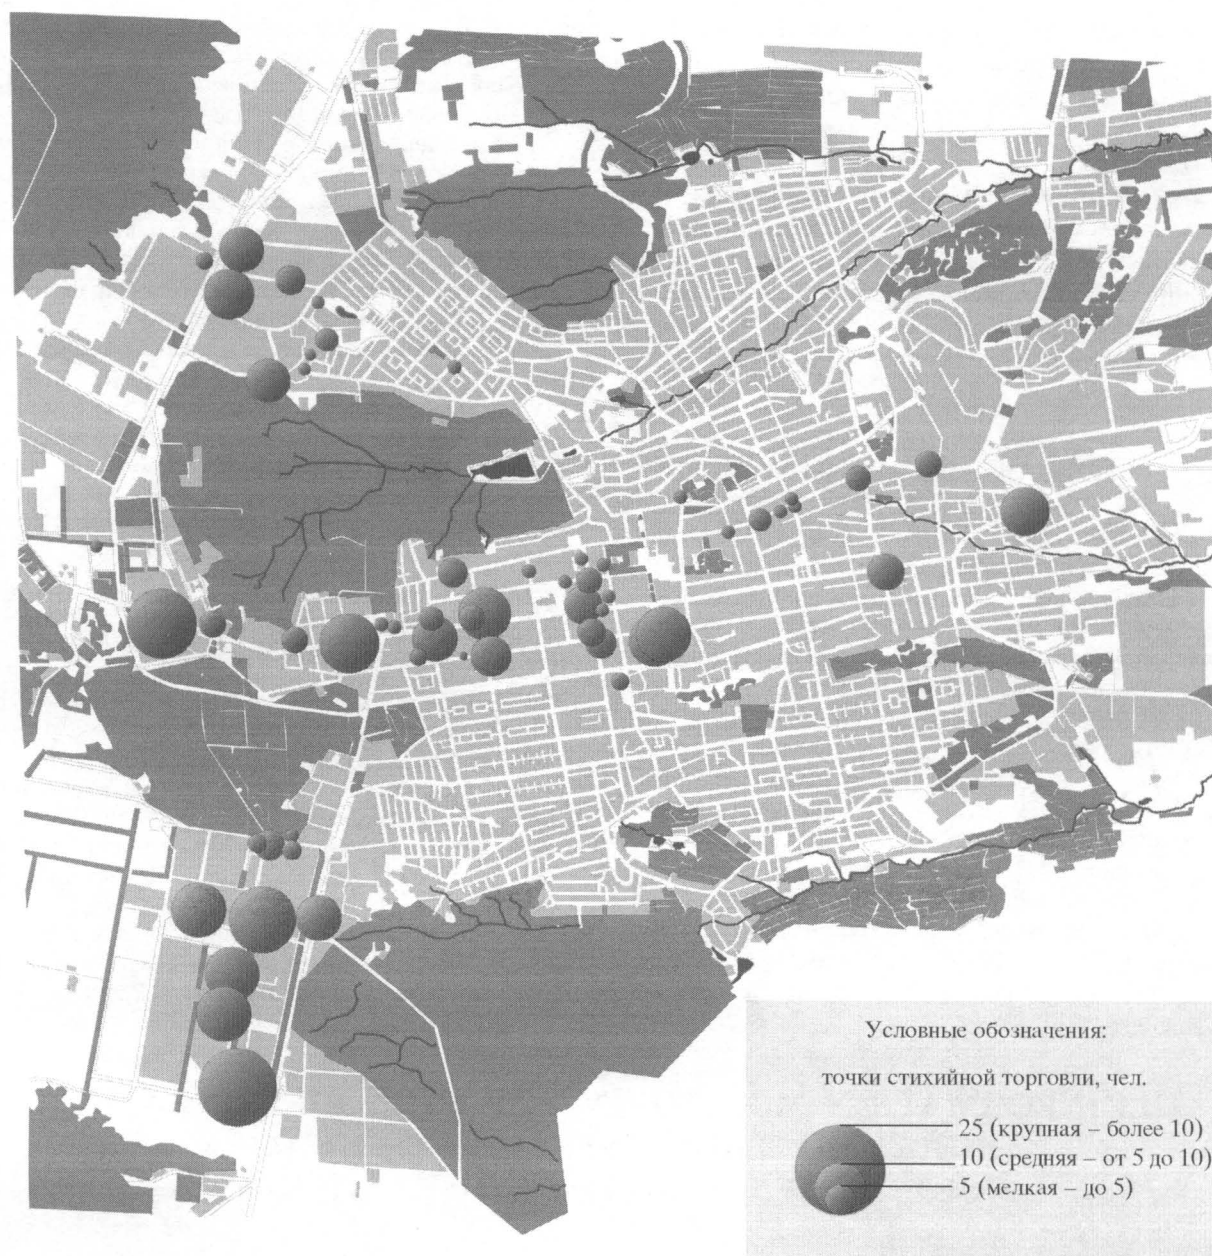 Условные обозначения:
точки стихийной торговли, чел.
25 (крупная – более 10)
10 (средняя – от 5 до 10)
5 (мелкая – до 5)